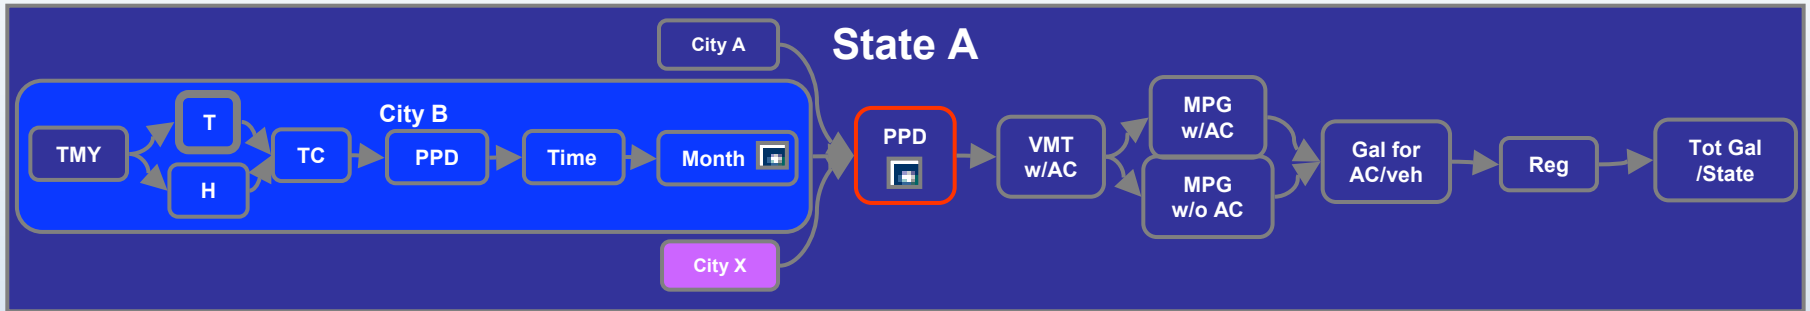 State A
City A
City B
TMY
T
H
TC
PPD
Time
Month
City X
PPD
VMT
w/AC
MPG
w/AC
MPG
w/o AC
Gal for
AC/veh
Reg
Tot Gal
/State